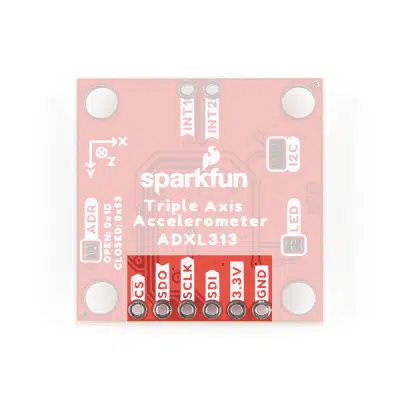 INT1
INT2
X
Z
Y
I2C
sparkfun
Triple Axis
Accelerometer
ADXL313
ADR
OPEN: 0x1D
CLOSED: 0x53
LED
CS
SDO
SCLK
SDI
3.3V
GND